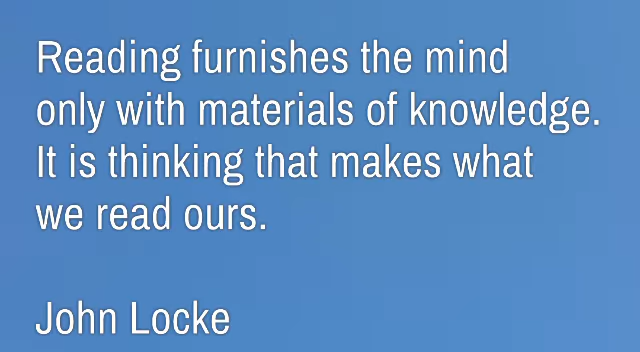 Reading furnishes the mind
only with materials of knowledge.
It is thinking that makes what
we read ours.
John Locke